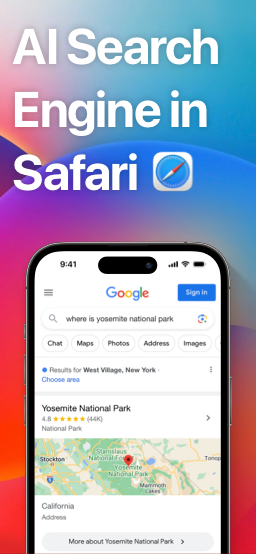 AI Search
Engine in
Safari
9:41
Google
Sign in
where is yosemite national park
Chat
Maps
Photos
Address
Images
Results for West Village, New York ·
Choose area
Yosemite National Park
4.8 ★★★★★ (44K)
National Park
Stockton
Stanislaus
National Forest
Yosemite
National Park
Tonop
Mammoth
Lakes
California
Address
More about Yosemite National Park